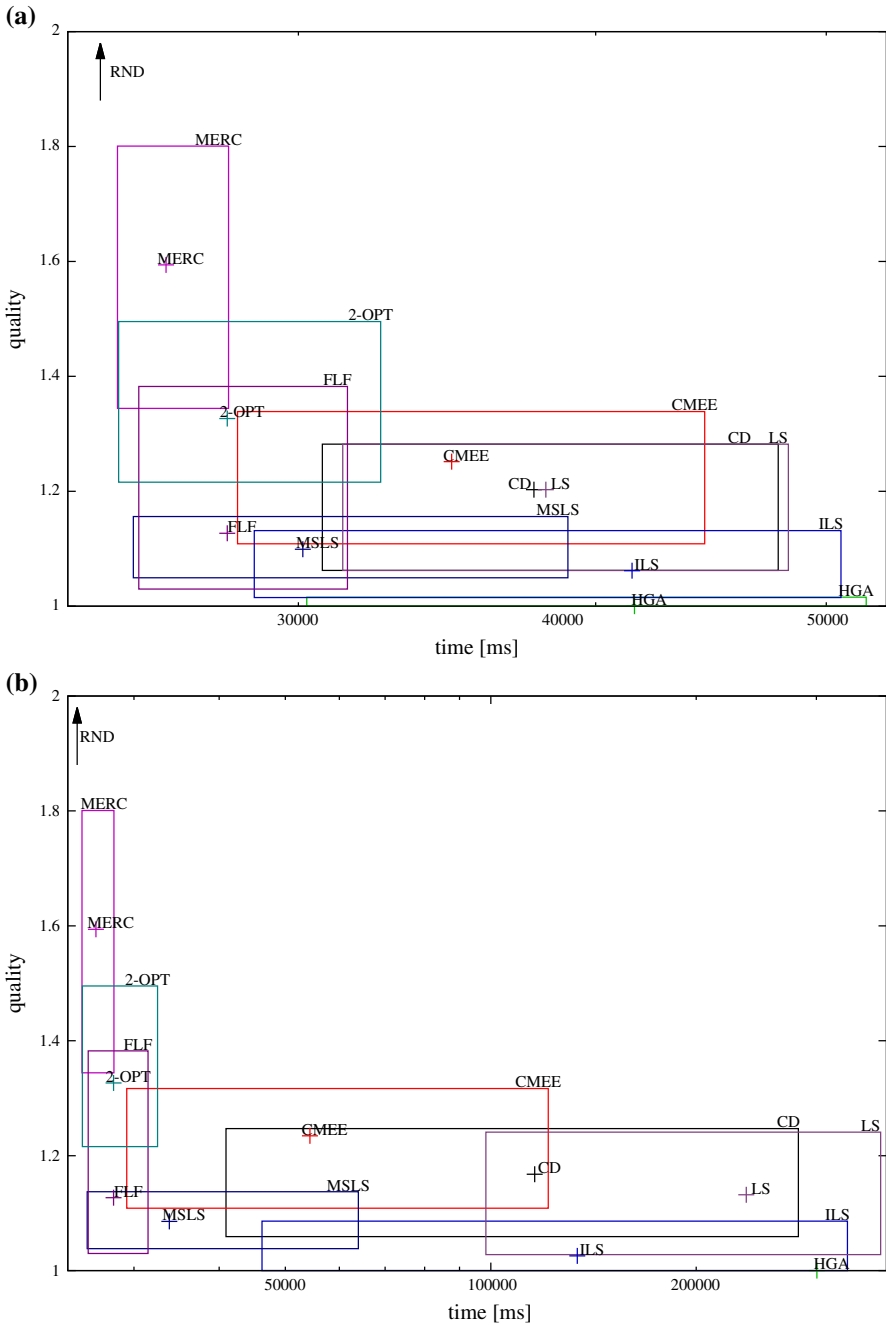 (a)
2
RND
MERC
1.8
MERC
1.6
2-OPT
FLF
1.4
CMEE
2-OPT
CD LS
CMEE
CD LS
1.2
MSLS
ILS
FLF
MSLS
ILS
HGA
HGA
1
30000 40000 50000
quality
time [ms]
(b)
2
RND
MERC
1.8
MERC
1.6
2-OPT
FLF
1.4
2-OPT
CMEE
CMEE
CD
LS
CD
1.2
FLF
MSLS
MSLS
LS
ILS
ILS
HGA
1
50000 100000 200000
quality
time [ms]